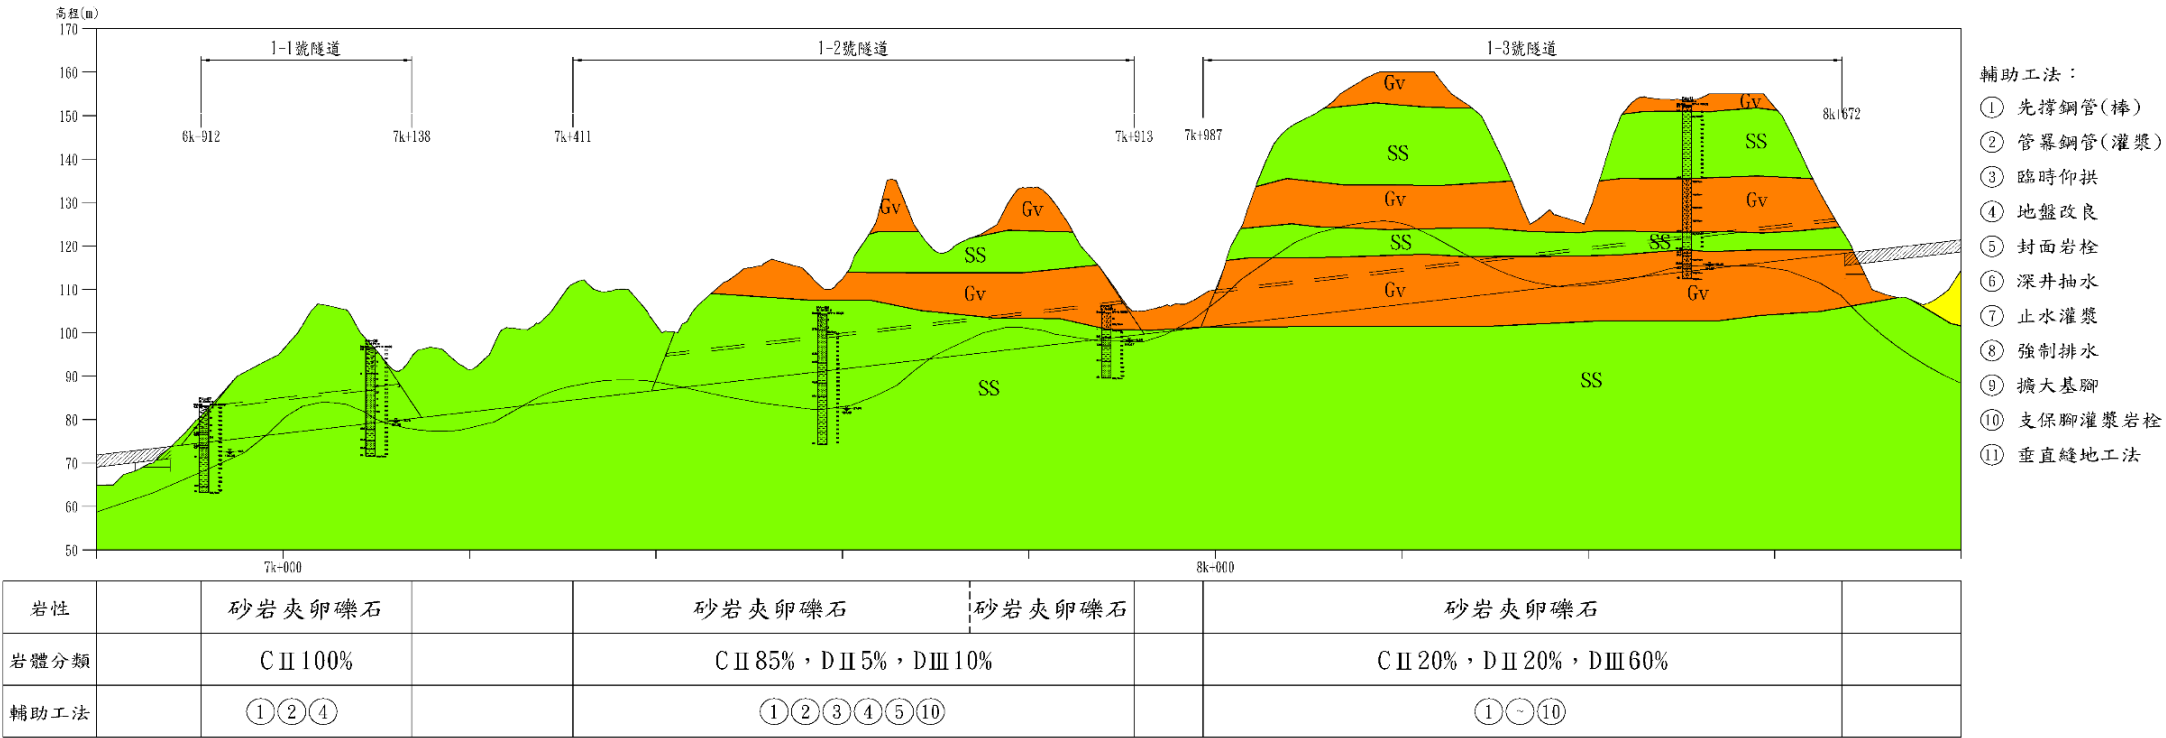 高程(m)
170
160
150
140
130
120
110
100
90
80
70
60
50
1-1號隧道
1-2號隧道
1-3號隧道
6k-912
7k+138
7k+411
7k+913
7k+987
8k+672
Gv
Gv
SS
SS
Gv
Gv
Gv
Gv
SS
SS
SS
Gv
Gv
Gv
SS
SS
7k+000
8k+000
輔助工法：
① 先撐鋼管(棒)
② 管冪鋼管(灌漿)
③ 臨時仰拱
④ 地盤改良
⑤ 封面岩栓
⑥ 深井抽水
⑦ 止水灌漿
⑧ 強制排水
⑨ 擴大基腳
⑩ 支保腳灌漿岩栓
⑪ 垂直縫地工法
岩性 砂岩夾卵礫石 砂岩夾卵礫石 砂岩夾卵礫石 砂岩夾卵礫石
岩體分類 CⅡ100% CⅡ85%，DⅡ5%，DⅢ10% CⅡ20%，DⅡ20%，DⅢ60%
輔助工法 ①②④ ①②③④⑤⑩ ①~⑩